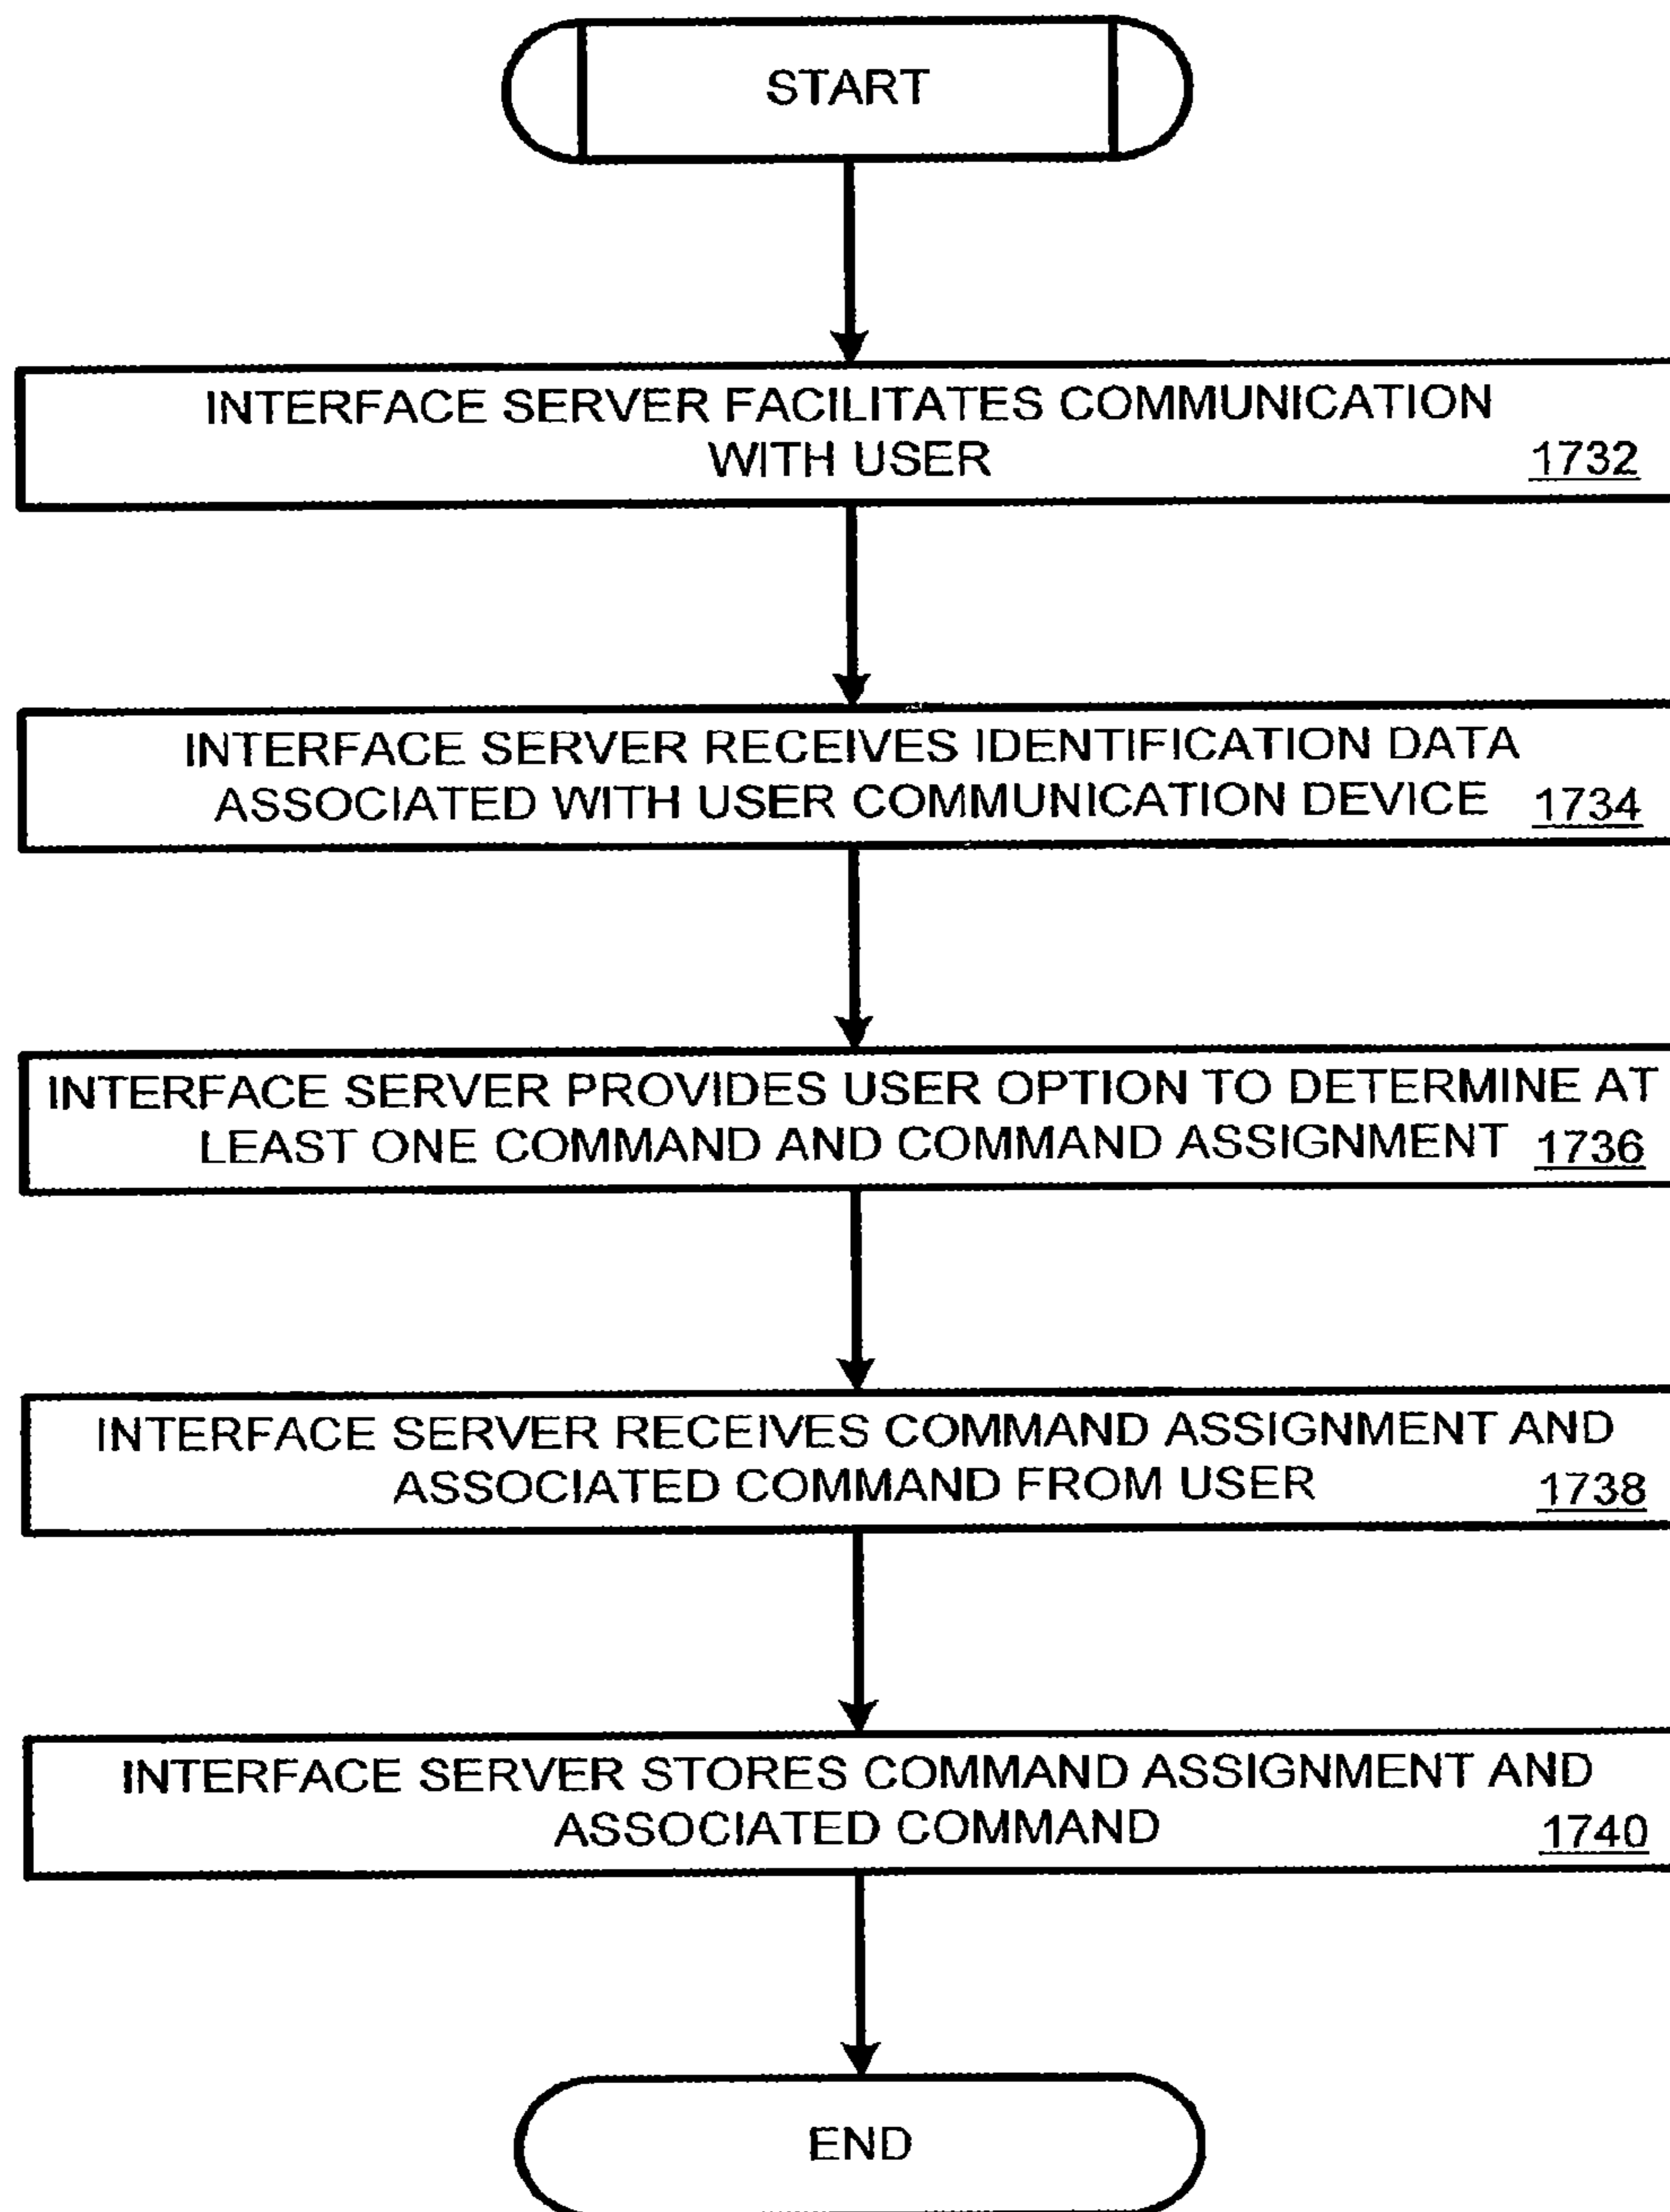 START
INTERFACE SERVER FACILITATES COMMUNICATION
WITH USER 1732
INTERFACE SERVER RECEIVES IDENTIFICATION DATA
ASSOCIATED WITH USER COMMUNICATION DEVICE 1734
INTERFACE SERVER PROVIDES USER OPTION TO DETERMINE AT
LEAST ONE COMMAND AND COMMAND ASSIGNMENT 1736
INTERFACE SERVER RECEIVES COMMAND ASSIGNMENT AND
ASSOCIATED COMMAND FROM USER 1738
INTERFACE SERVER STORES COMMAND ASSIGNMENT AND
ASSOCIATED COMMAND 1740
END